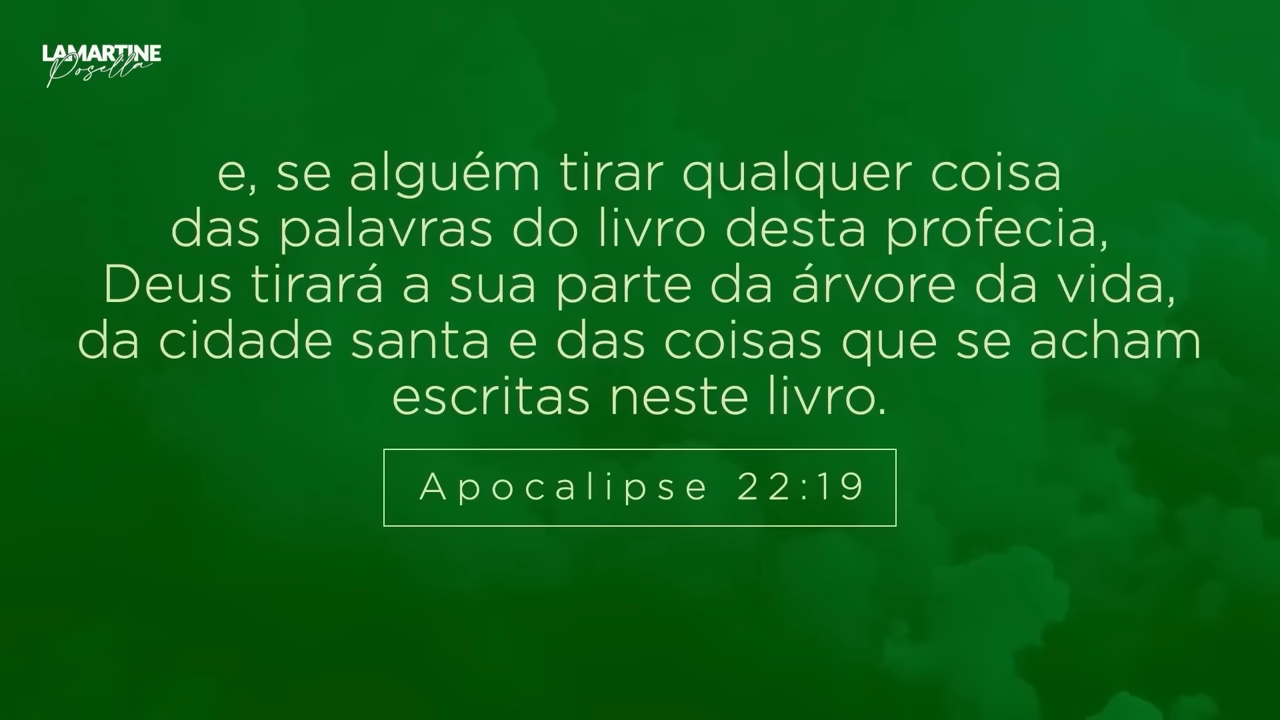 LAMARTINE
Posella
e, se alguém tirar qualquer coisa
das palavras do livro desta profecia,
Deus tirará a sua parte da árvore da vida,
da cidade santa e das coisas que se acham
escritas neste livro.
Apocalipse 22:19